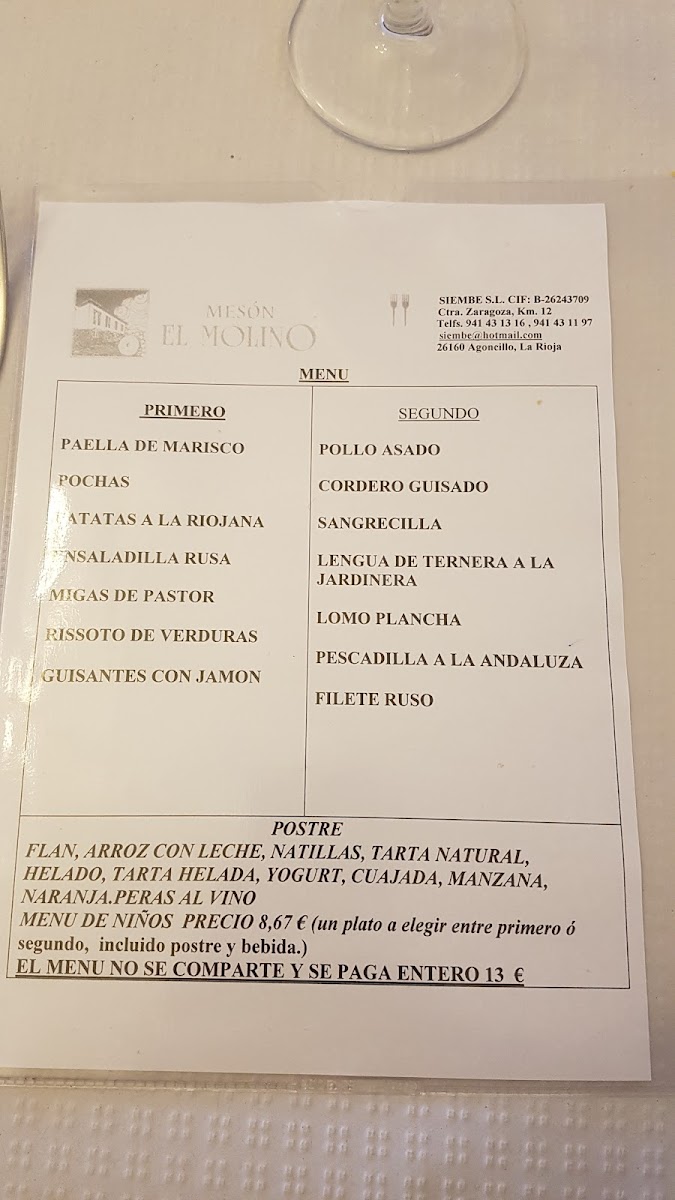 MESÓN
EL MOLINO
SIEMBE S.L. CIF: B-26243709
Ctra. Zaragoza, Km. 12
Telfs. 941 43 13 16 , 941 43 11 97
siembe@hotmail.com
26160 Agoncillo, La Rioja
MENU
PRIMERO
PAELLA DE MARISCO
POCHAS
PATATAS A LA RIOJANA
ENSALADILLA RUSA
MIGAS DE PASTOR
RISSOTO DE VERDURAS
GUISANTES CON JAMON
SEGUNDO
POLLO ASADO
CORDERO GUISADO
SANGRECILLA
LENGUA DE TERNERA A LA
JARDINERA
LOMO PLANCHA
PESCADILLA A LA ANDALUZA
FILETE RUSO
POSTRE
FLAN, ARROZ CON LECHE, NATILLAS, TARTA NATURAL,
HELADO, TARTA HELADA, YOGURT, CUAJADA, MANZANA,
NARANJA.PERAS AL VINO
MENU DE NIÑOS PRECIO 8,67 € (un plato a elegir entre primero ó
segundo, incluido postre y bebida.)
EL MENU NO SE COMPARTE Y SE PAGA ENTERO 13 €